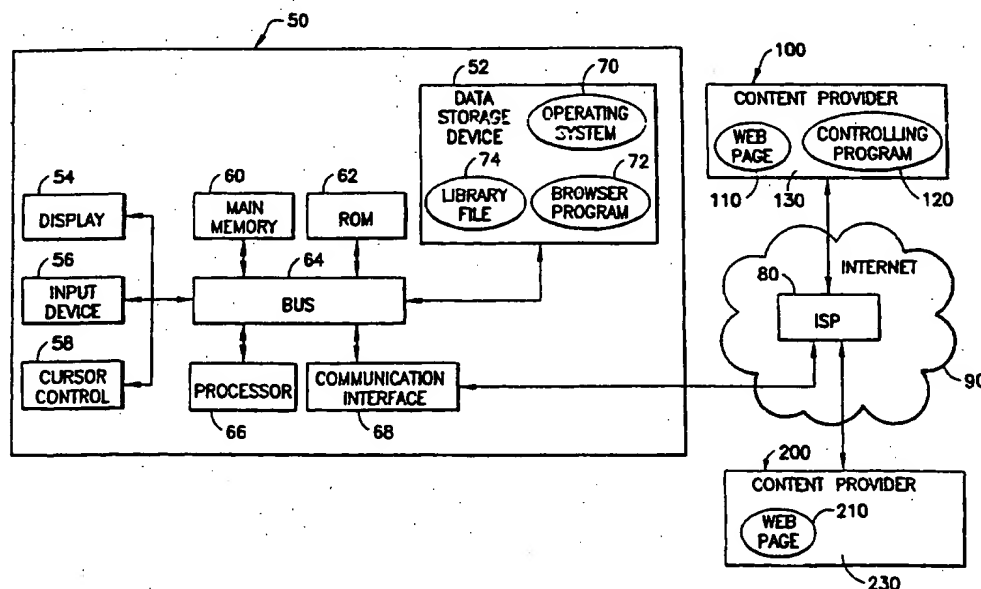 50
52
DATA
STORAGE
DEVICE
70
OPERATING
SYSTEM
74
LIBRARY
FILE
72
BROWSER
PROGRAM
54
DISPLAY
56
INPUT
DEVICE
58
CURSOR
CONTROL
60
MAIN
MEMORY
62
ROM
64
BUS
PROCESSOR
66
COMMUNICATION
INTERFACE
68
100
CONTENT PROVIDER
WEB
PAGE
CONTROLLING
PROGRAM
110
130
120
INTERNET
80
ISP
90
200
CONTENT PROVIDER
WEB
PAGE
210
230